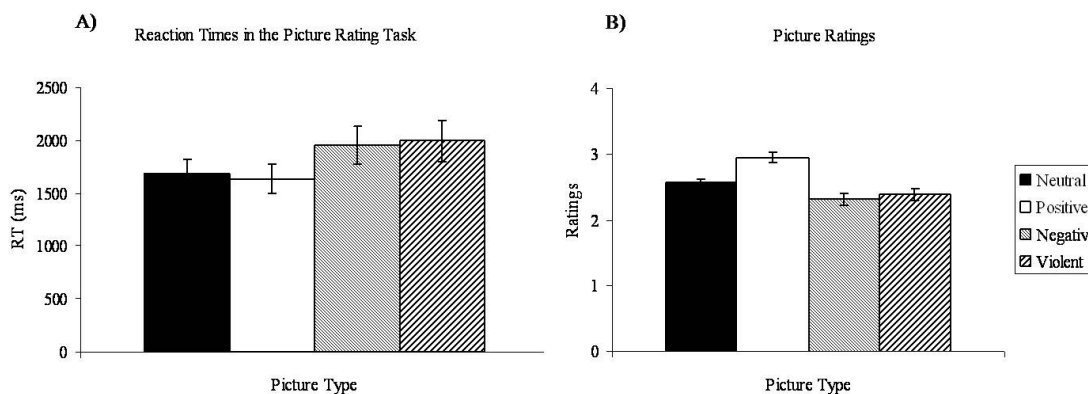 A)
Reaction Times in the Picture Rating Task
2500
2000
1500
1000
500
0
RT (ms)
Picture Type
B)
Picture Ratings
4
3
2
1
0
Ratings
Picture Type
Neutral
Positive
Negativ
Violent